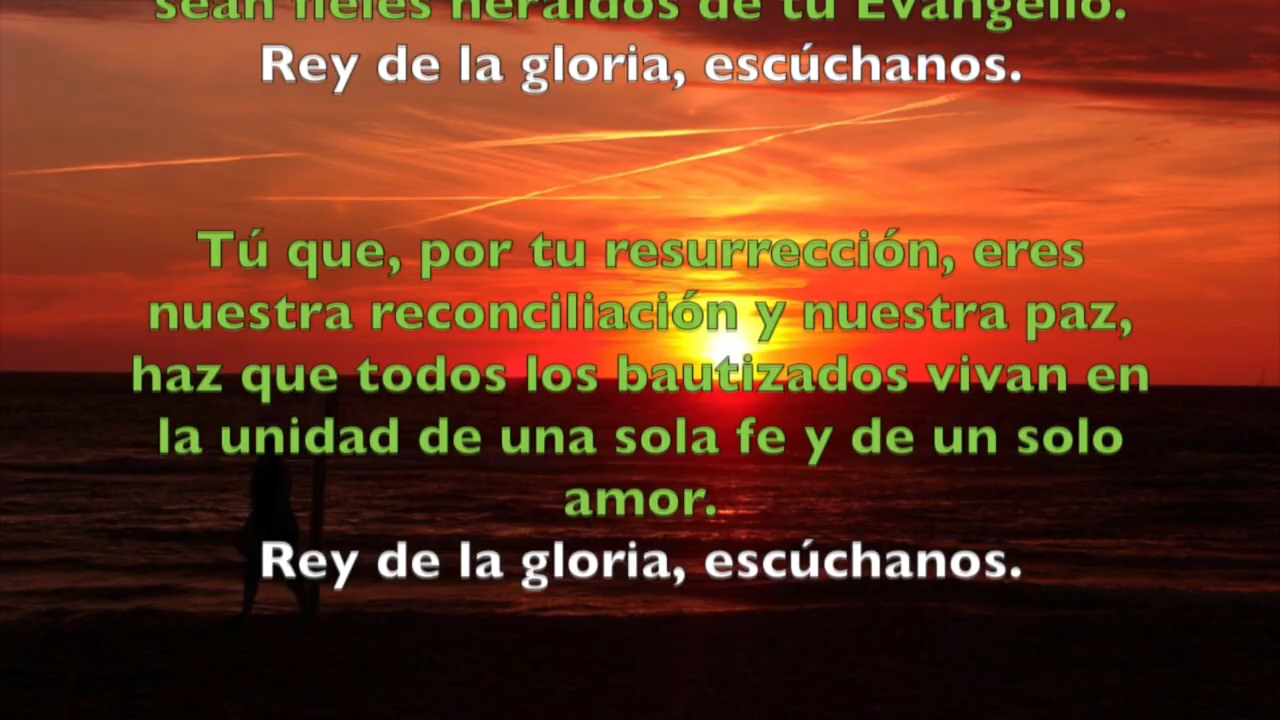 sean fieles heraldos de tu Evangelio.
Rey de la gloria, escúchanos.
Tú que, por tu resurrección, eres
nuestra reconciliación y nuestra paz,
haz que todos los bautizados vivan en
la unidad de una sola fe y de un solo
amor.
Rey de la gloria, escúchanos.